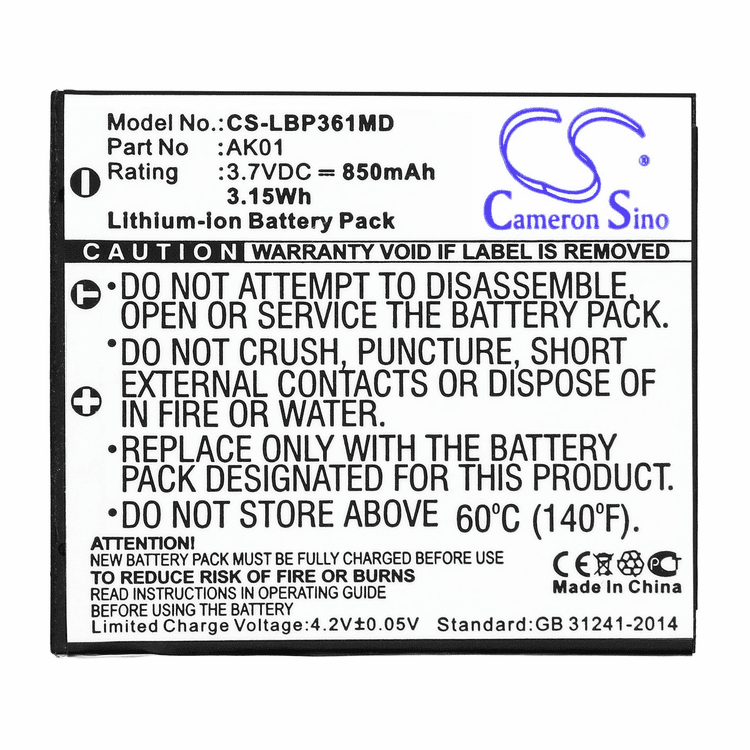 Model No.:CS-LBP361MD
Part No :AK01
Rating :3.7VDC ⎓ 850mAh
3.15Wh
Lithium-ion Battery Pack
Cameron Sino ®
CAUTION WARRANTY VOID IF LABEL IS REMOVED
•DO NOT ATTEMPT TO DISASSEMBLE,
OPEN OR SERVICE THE BATTERY PACK.
•DO NOT CRUSH, PUNCTURE, SHORT
EXTERNAL CONTACTS OR DISPOSE OF
IN FIRE OR WATER.
•REPLACE ONLY WITH THE BATTERY
PACK DESIGNATED FOR THIS PRODUCT.
•DO NOT STORE ABOVE 60°C (140°F).
ATTENTION!
NEW BATTERY PACK MUST BE FULLY CHARGED BEFORE USE
TO REDUCE RISK OF FIRE OR BURNS
READ INSTRUCTIONS IN OPERATING GUIDE
BEFORE USING THE BATTERY
CE
Made In China
Limited Charge Voltage:4.2V±0.05V Standard:GB 31241-2014